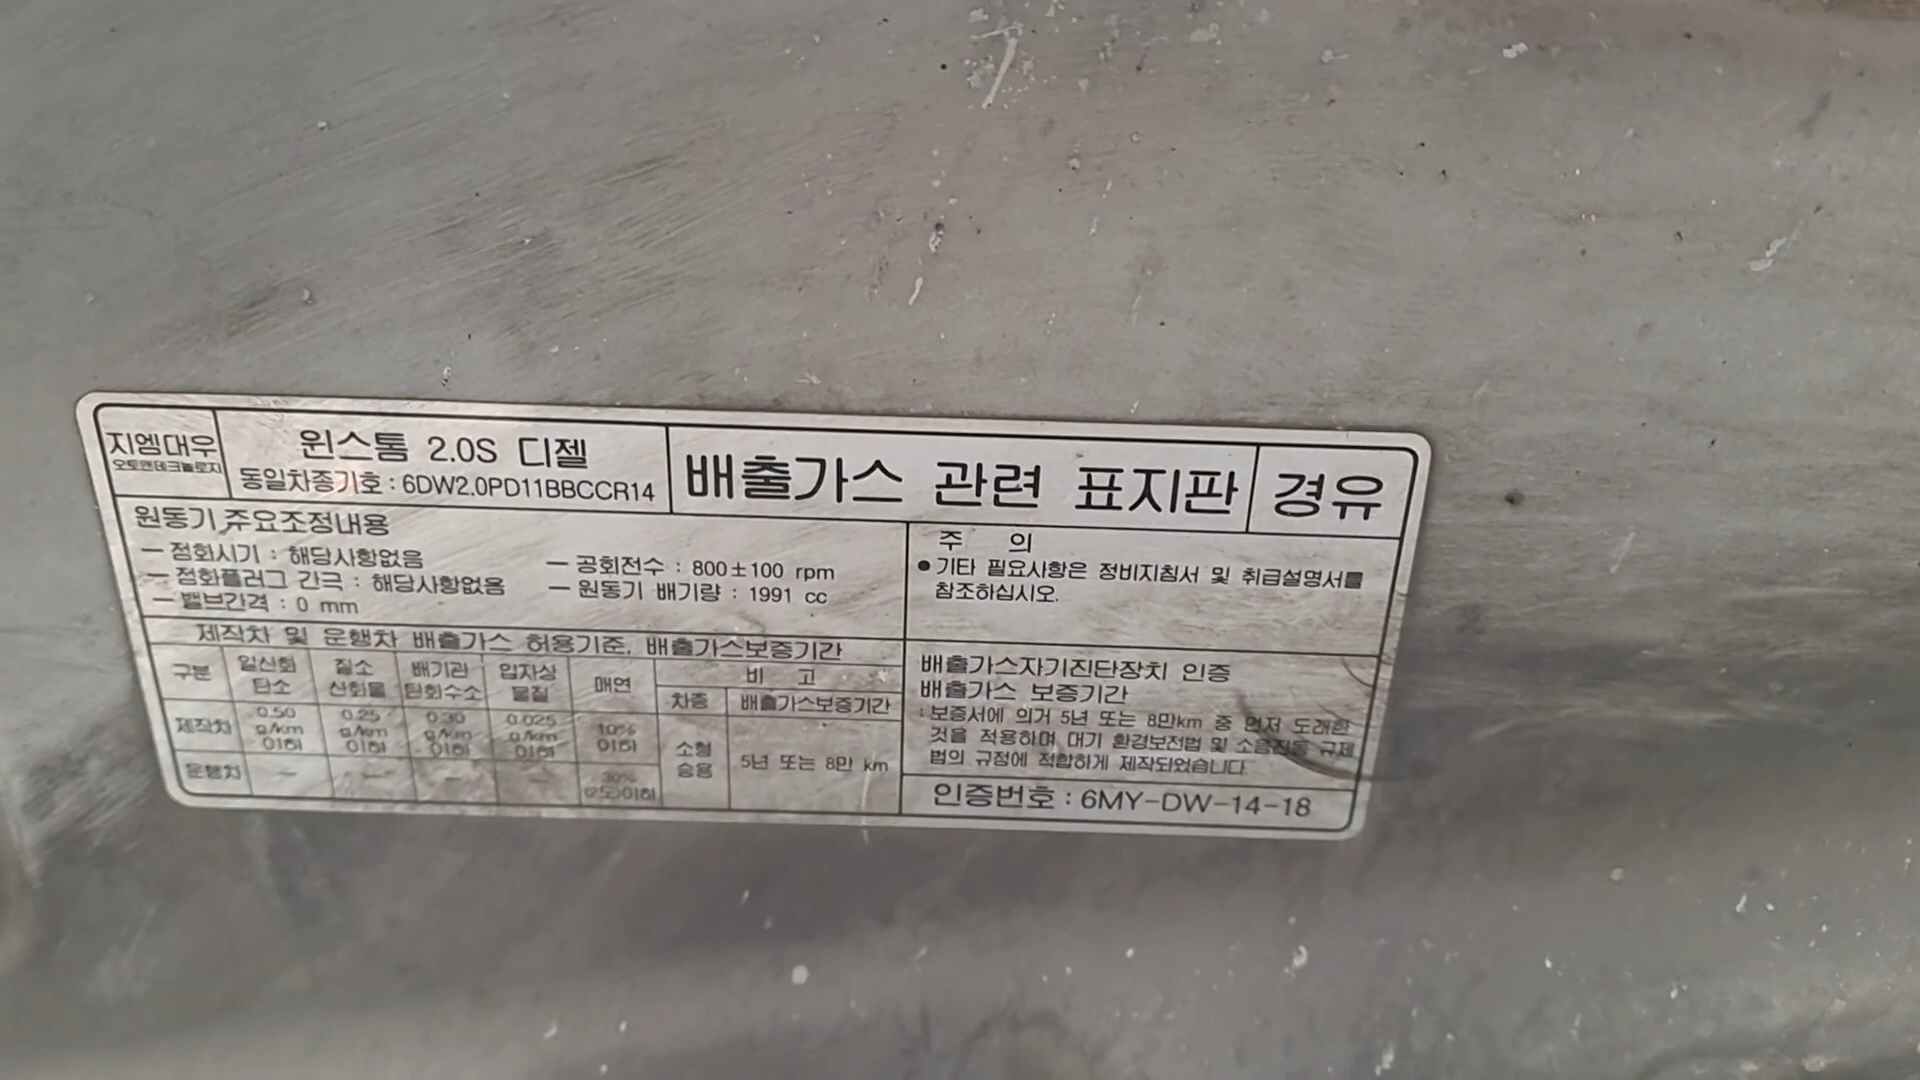 지엠대우
오토앤테크놀로지
윈스톰 2.0S 디젤
동일차종기호 : 6DW2.0PD11BBCCR14
배출가스 관련 표지판
경유
원동기 주요조정내용
- 점화시기 : 해당사항없음
- 점화플러그 간극 : 해당사항없음
- 밸브간격 : 0 mm
- 공회전수 : 800±100 rpm
- 원동기 배기량 : 1991 cc
주 의
● 기타 필요사항은 정비지침서 및 취급설명서를
참조하십시오.
제작차 및 운행차 배출가스 허용기준, 배출가스보증기간
구분
일산화
탄소
질소
산화물
배기관
탄화수소
입자상
물질
매연
비 고
차종
배출가스보증기간
제작차
0.50
g/km
이하
0.25
g/km
이하
0.30
g/km
이하
0.025
g/km
이하
10%
이하
소형
승용
5년 또는 8만 km
운행차
-
-
-
-
30%
(2도)이하
배출가스자기진단장치 인증
배출가스 보증기간
: 보증서에 의거 5년 또는 8만km 중 먼저 도래한
것을 적용하며 대기 환경보전법 및 소음진동 규제
법의 규정에 적합하게 제작되었습니다
인증번호 : 6MY-DW-14-18